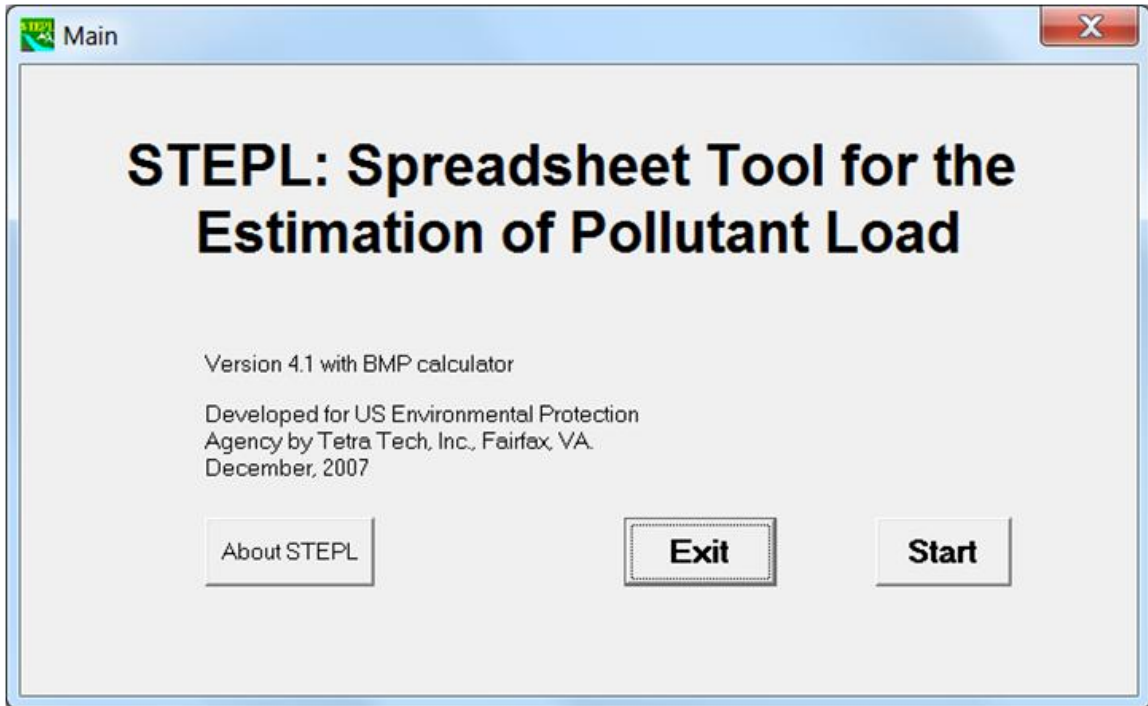 STEPL
Main
X
STEPL: Spreadsheet Tool for the
Estimation of Pollutant Load
Version 4.1 with BMP calculator
Developed for US Environmental Protection
Agency by Tetra Tech, Inc., Fairfax, VA.
December, 2007
About STEPL
Exit
Start